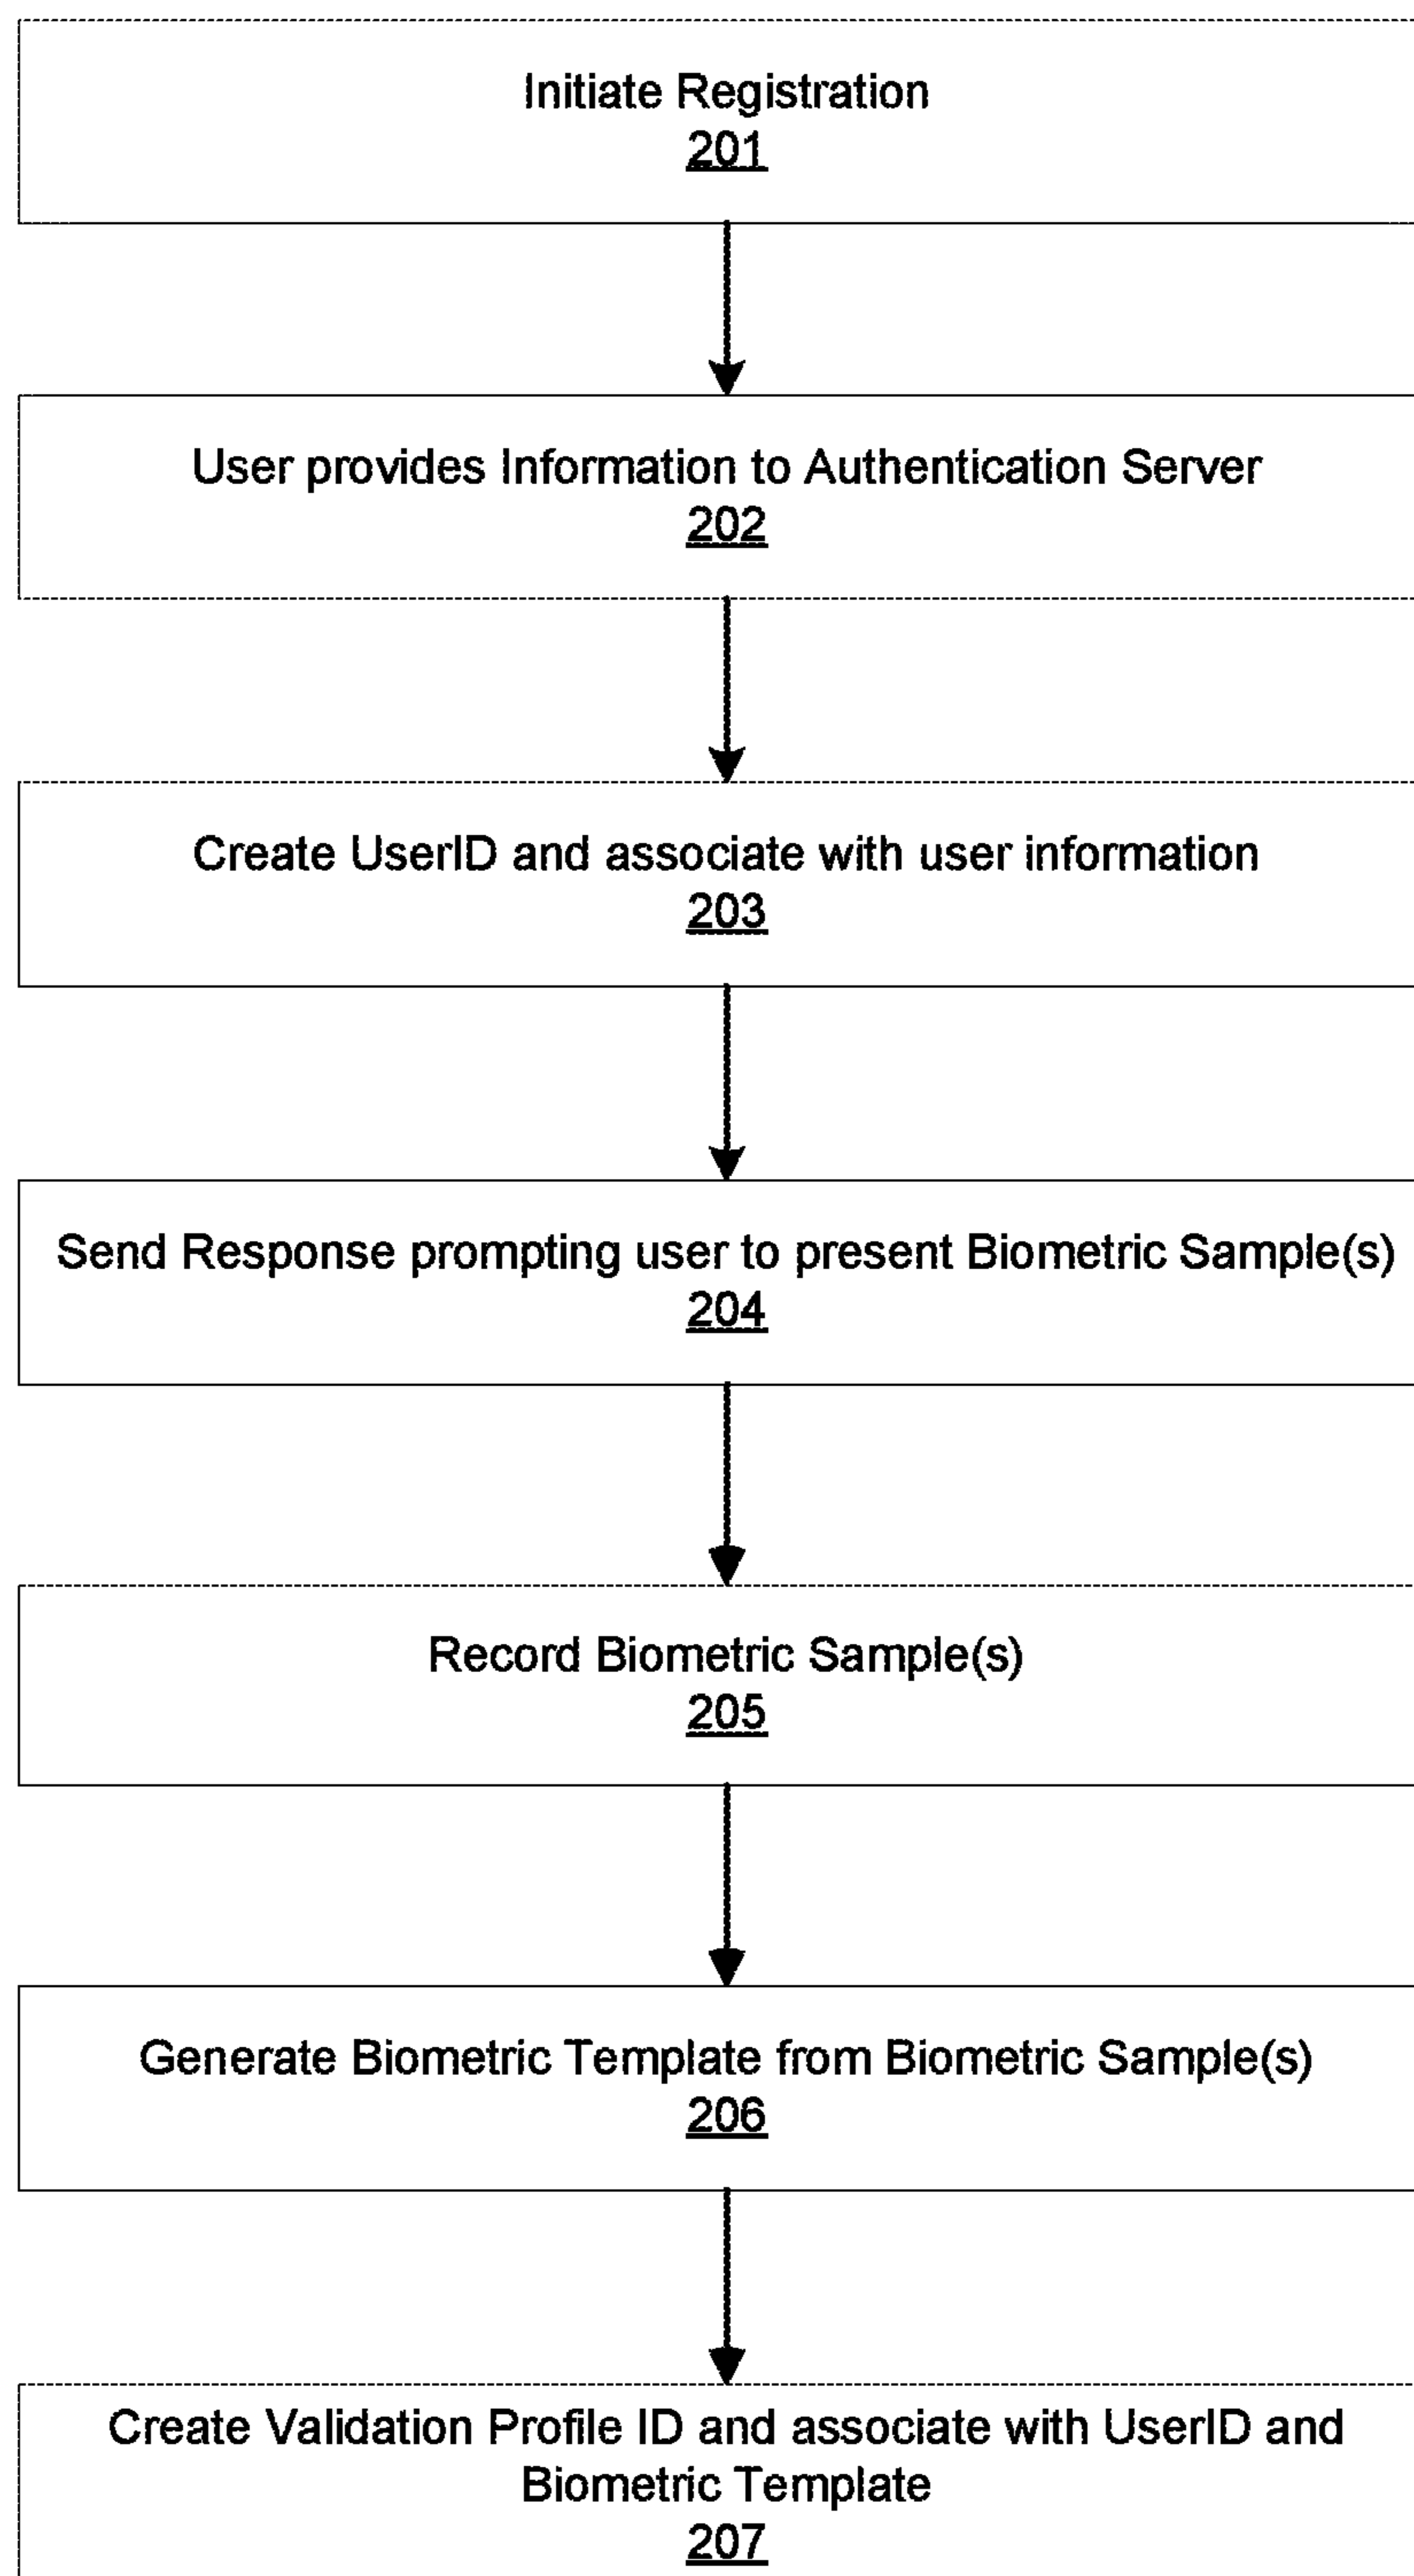 Initiate Registration
201
User provides Information to Authentication Server
202
Create UserID and associate with user information
203
Send Response prompting user to present Biometric Sample(s)
204
Record Biometric Sample(s)
205
Generate Biometric Template from Biometric Sample(s)
206
Create Validation Profile ID and associate with UserID and
Biometric Template
207